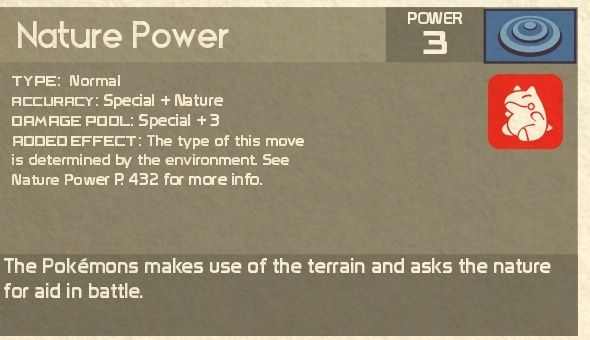 Nature Power
POWER
3
TYPE: Normal
ACCURACY: Special + Nature
DAMAGE POOL: Special + 3
ADDED EFFECT: The type of this move
is determined by the environment. See
Nature Power P. 432 for more info.
The Pokémons makes use of the terrain and asks the nature
for aid in battle.